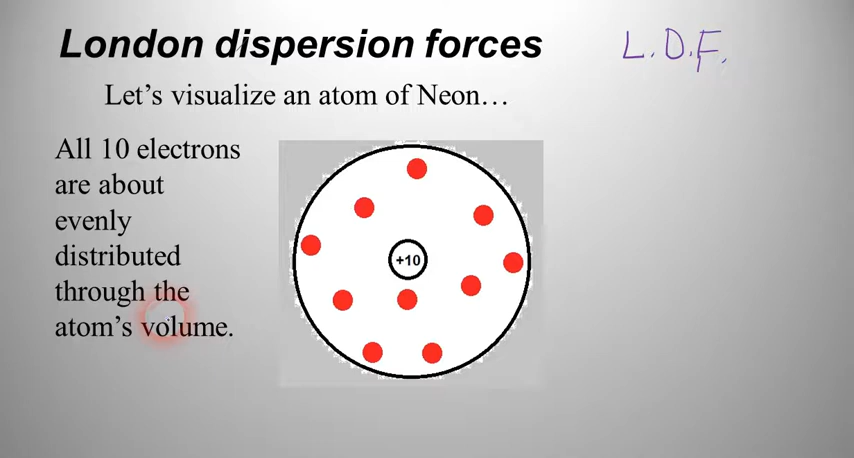 London dispersion forces
L.D.F.
Let's visualize an atom of Neon...
All 10 electrons
are about
evenly
distributed
through the
atom's volume.
+10